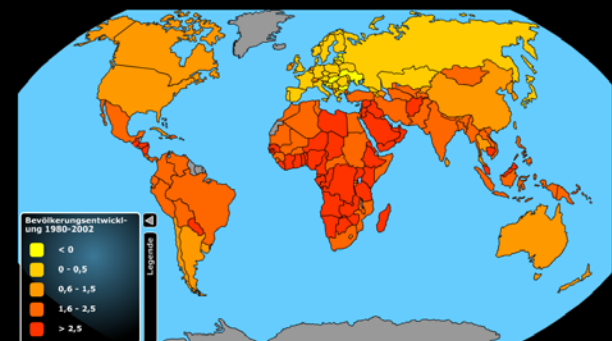 Bevölkerungsentwickl-
ung 1980-2002
< 0
0 - 0,5
0,6 - 1,5
1,6 - 2,5
> 2,5
Legende